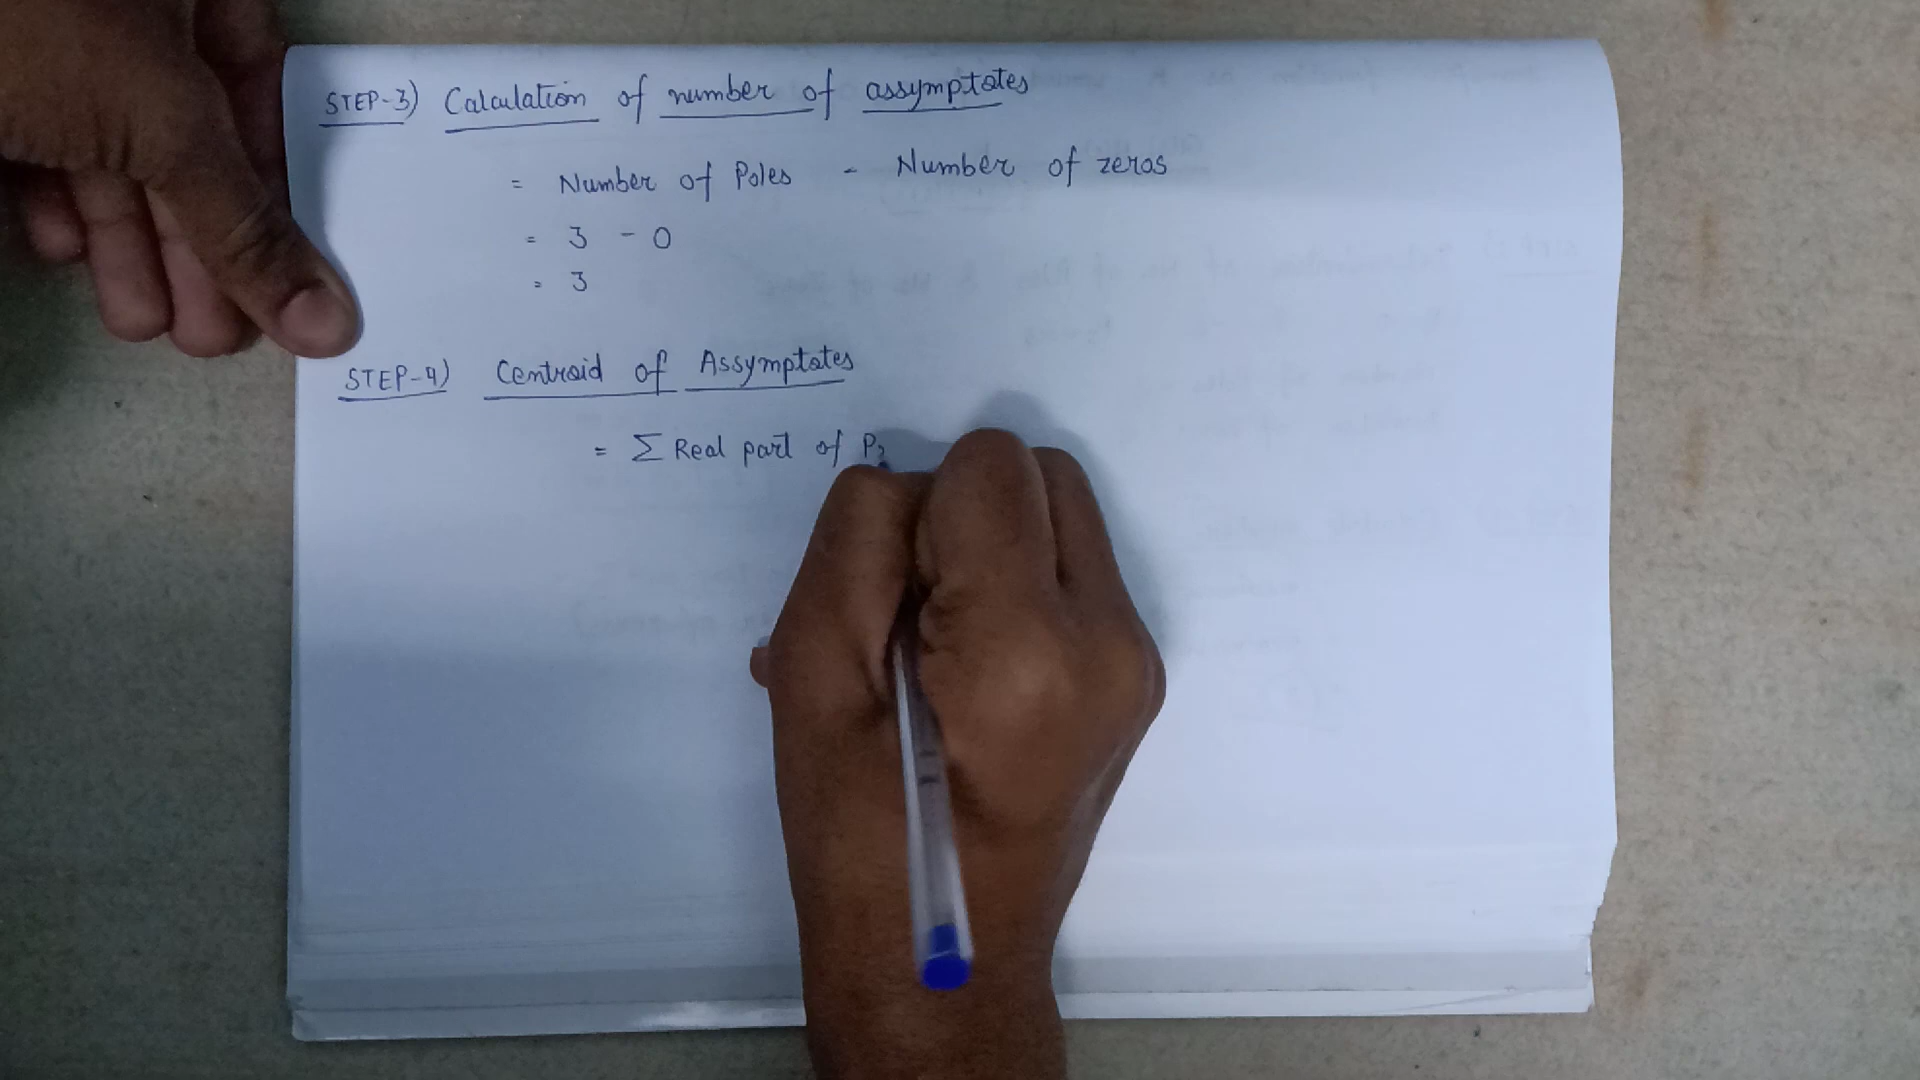 STEP-3) Calculation of number of assymptotes
= Number of Poles - Number of zeros
= 3 - 0
= 3
STEP-4) Centroid of Assymptotes
= Σ Real part of